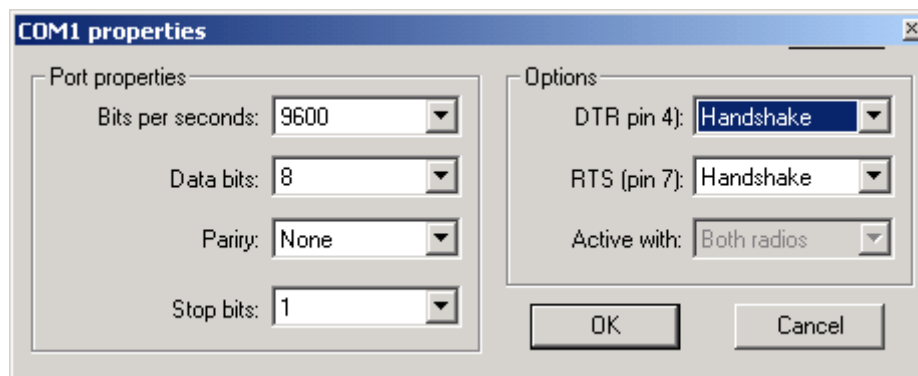 COM1 properties
Port properties
Bits per seconds: 9600
Data bits: 8
Pariry: None
Stop bits: 1
Options
DTR pin 4): Handshake
RTS (pin 7): Handshake
Active with: Both radios
OK Cancel